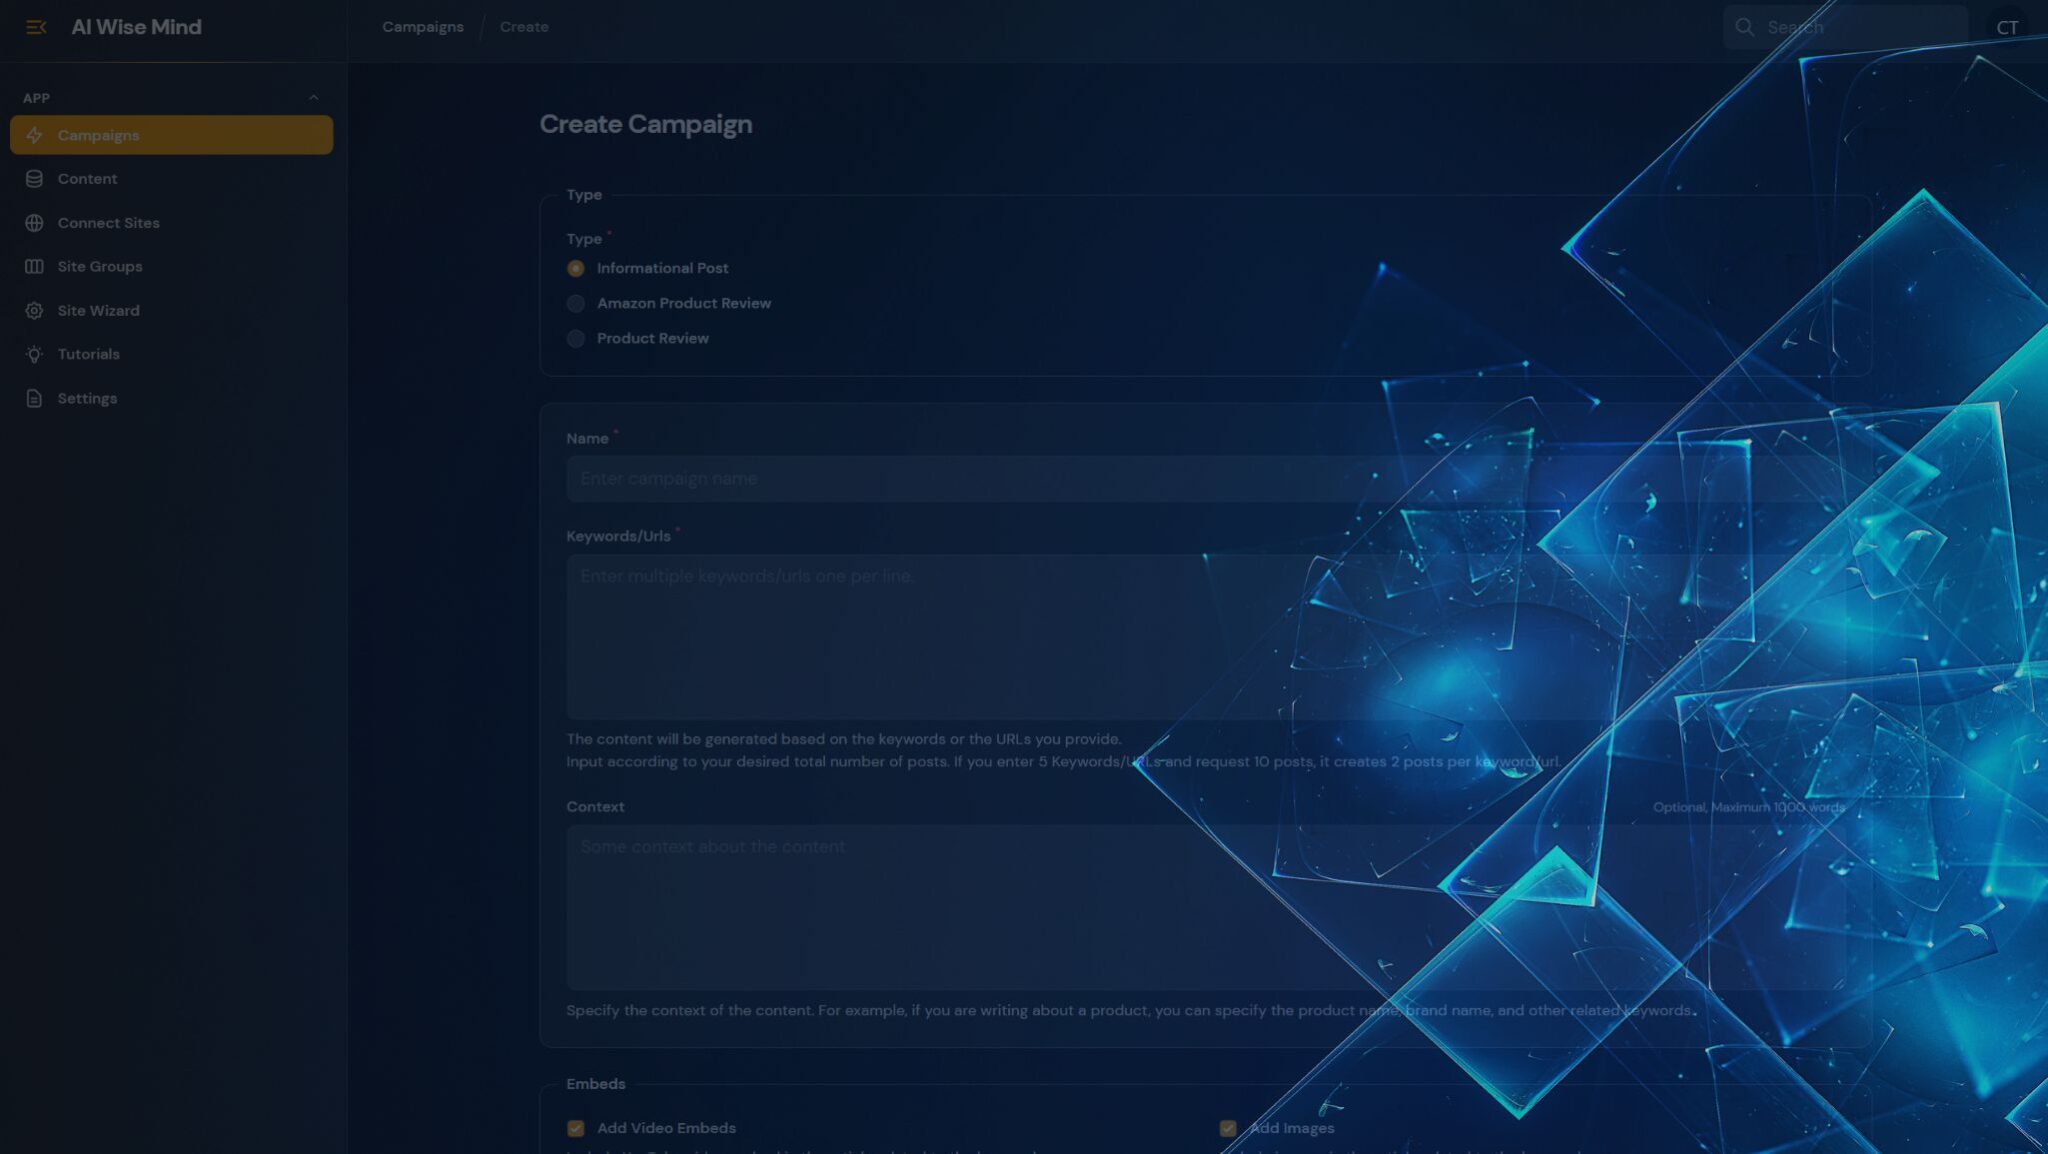 AI Wise Mind
Campaigns / Create
Search
CT
APP
Campaigns
Content
Connect Sites
Site Groups
Site Wizard
Tutorials
Settings
Create Campaign
Type
Type *
Informational Post
Amazon Product Review
Product Review
Name *
Enter campaign name
Keywords/Urls *
Enter multiple keywords/urls one per line.
The content will be generated based on the keywords or the URLs you provide.
Input according to your desired total number of posts. If you enter 5 Keywords/URLs and request 10 posts, it creates 2 posts per keyword/url.
Context
Optional, Maximum 1000 words
Some context about the content
Specify the context of the content. For example, if you are writing about a product, you can specify the product name, brand name, and other related keywords.
Embeds
Add Video Embeds
Add Images